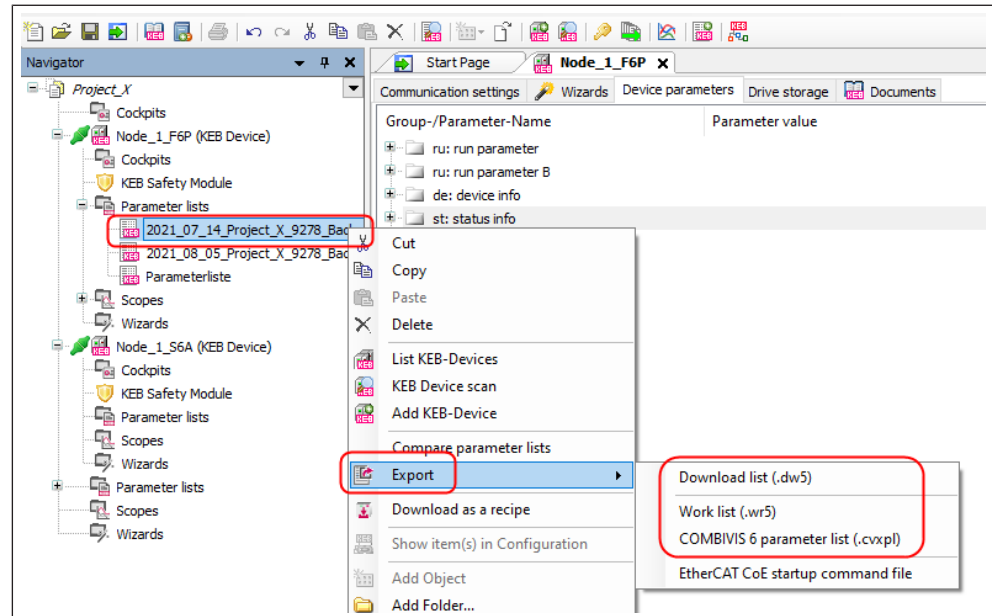 Navigator
Project_X
Cockpits
Node_1_F6P (KEB Device)
Cockpits
KEB Safety Module
Parameter lists
2021_07_14_Project_X_9278_Bac
2021_08_05_Project_X_9278_Bac
Parameterliste
Scopes
Wizards
Node_1_S6A (KEB Device)
Cockpits
KEB Safety Module
Parameter lists
Scopes
Wizards
Parameter lists
Scopes
Wizards
Start Page
Node_1_F6P
Communication settings Wizards Device parameters Drive storage Documents
Group-/Parameter-Name Parameter value
ru: run parameter
ru: run parameter B
de: device info
st: status info
Cut
Copy
Paste
Delete
List KEB-Devices
KEB Device scan
Add KEB-Device
Compare parameter lists
Export
Download as a recipe
Show item(s) in Configuration
Add Object
Add Folder...
Download list (.dw5)
Work list (.wr5)
COMBIVIS 6 parameter list (.cvxpl)
EtherCAT CoE startup command file